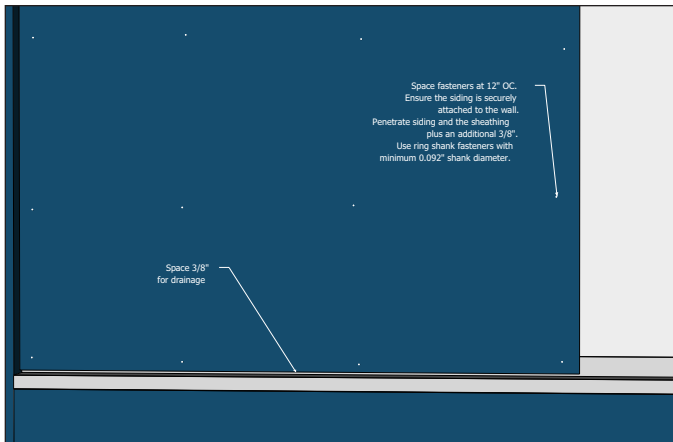 Space fasteners at 12" OC.
Ensure the siding is securely
attached to the wall.
Penetrate siding and the sheathing
plus an additional 3/8".
Use ring shank fasteners with
minimum 0.092" shank diameter.
Space 3/8"
for drainage